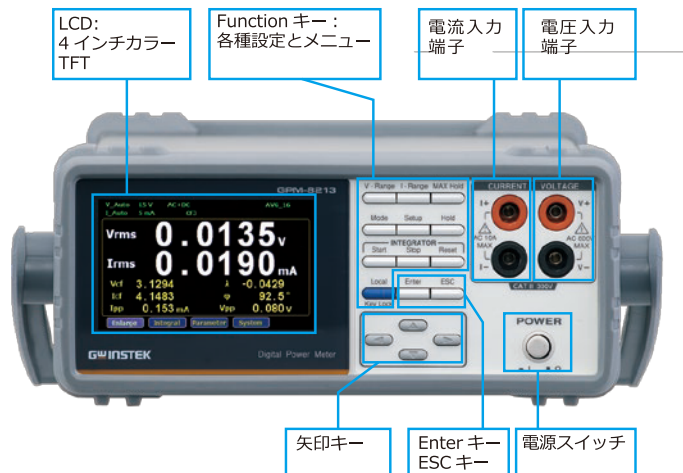 LCD:
4 インチカラー
TFT
Function キー：
各種設定とメニュー
電流入力
端子
電圧入力
端子
GPM-8213
V_Auto 15 V AC+DC AVG_16
I_Auto 5 mA
Vrms 0.0135 V
Irms 0.0190 mA
Vcf 3.1294 λ -0.0429
Icf 4.1483 φ 92.5°
Ipp 0.153 mA Vpp 0.080 V
Enlarge Integral Parameter System
GWINSTEK
Digital Power Meter
V - Range I - Range MAX Hold
Mode Setup Hold
INTEGRATOR
Start Stop Reset
Local Enter ESC
Key Lock
CURRENT VOLTAGE
I+ V+
AC 10A
MAX
AC 600V
MAX
I− V−
CAT II 300V
POWER
矢印キー
Enter キー
ESC キー
電源スイッチ